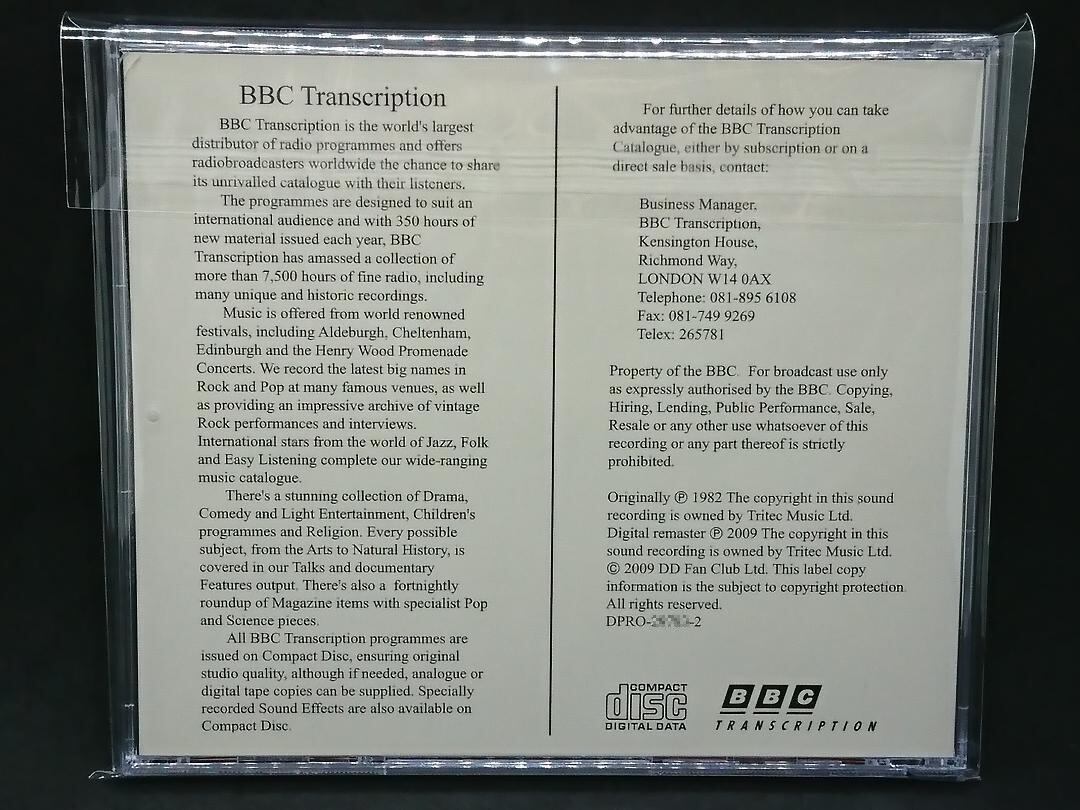 BBC Transcription
BBC Transcription is the world's largest
distributor of radio programmes and offers
radiobroadcasters worldwide the chance to share
its unrivalled catalogue with their listeners.
The programmes are designed to suit an
international audience and with 350 hours of
new material issued each year, BBC
Transcription has amassed a collection of
more than 7,500 hours of fine radio, including
many unique and historic recordings.
Music is offered from world renowned
festivals, including Aldeburgh, Cheltenham,
Edinburgh and the Henry Wood Promenade
Concerts. We record the latest big names in
Rock and Pop at many famous venues, as well
as providing an impressive archive of vintage
Rock performances and interviews.
International stars from the world of Jazz, Folk
and Easy Listening complete our wide-ranging
music catalogue.
There's a stunning collection of Drama,
Comedy and Light Entertainment, Children's
programmes and Religion. Every possible
subject, from the Arts to Natural History, is
covered in our Talks and documentary
Features output. There's also a fortnightly
roundup of Magazine items with specialist Pop
and Science pieces.
All BBC Transcription programmes are
issued on Compact Disc, ensuring original
studio quality, although if needed, analogue or
digital tape copies can be supplied. Specially
recorded Sound Effects are also available on
Compact Disc.
For further details of how you can take
advantage of the BBC Transcription
Catalogue, either by subscription or on a
direct sale basis, contact:
Business Manager.
BBC Transcription,
Kensington House,
Richmond Way,
LONDON W14 0AX
Telephone: 081-895 6108
Fax: 081-749 9269
Telex: 265781
Property of the BBC. For broadcast use only
as expressly authorised by the BBC. Copying,
Hiring, Lending, Public Performance, Sale,
Resale or any other use whatsoever of this
recording or any part thereof is strictly
prohibited.
Originally ℗ 1982 The copyright in this sound
recording is owned by Tritec Music Ltd.
Digital remaster ℗ 2009 The copyright in this
sound recording is owned by Tritec Music Ltd.
© 2009 DD Fan Club Ltd. This label copy
information is the subject to copyright protection.
All rights reserved.
DPRO- -2
COMPACT
disc
DIGITAL DATA
BBC
TRANSCRIPTION